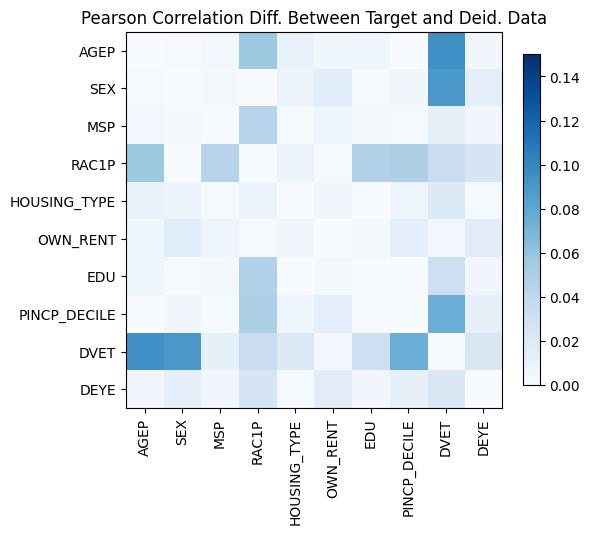 Pearson Correlation Diff. Between Target and Deid. Data
AGEP
SEX
MSP
RAC1P
HOUSING_TYPE
OWN_RENT
EDU
PINCP_DECILE
DVET
DEYE
AGEP
SEX
MSP
RAC1P
HOUSING_TYPE
OWN_RENT
EDU
PINCP_DECILE
DVET
DEYE
0.14
0.12
0.10
0.08
0.06
0.04
0.02
0.00